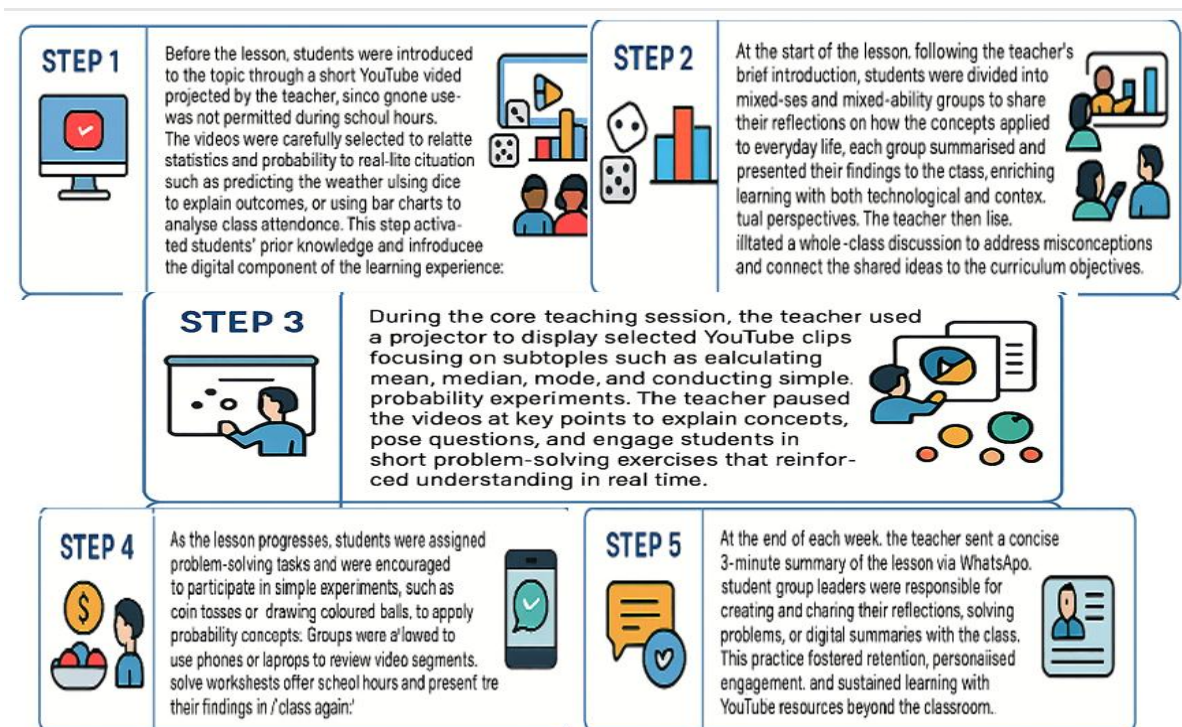 STEP 1
Before the lesson, students were introduced
to the topic through a short YouTube vided
projected by the teacher, sinco gnone use-
was not permitted during schoul hours.
The videos were carefully selected to relatte
statistics and probability to real-lito cituation
such as predicting the weather ulsing dice
to explain outcomes, or using bar charts to
analyse class attendonce. This step activa-
ted students' prior knowledge and infroducee
the digital component of the learning experience:
STEP 2
At the start of the lesson. following the teacher's
brief introduction, students were divided into
mixed-ses and mixed-ability groups to share
their reflections on how the concepts applied
to everyday life, each group summarised and
presented their findings to the ctass, enriching
learning with both technological and contex.
tual perspectives. The teacher then lise.
illtated a whole-class discussion to address misconceptions
and connect the shared ideas to the curriculum objectives.
STEP 3
During the core teaching session, the teacher used
a projector to display selected YouTube clips
focusing on subtoples such as ealculating
mean, median, mode, and conducting simple.
probability experiments. The teacher paused
the videos at key points to explain concepts,
pose questions, and engage students in
short problem-solving exercises that reinfor-
ced understanding in real time.
STEP 4
As the lesson progresses, students were assigned
problem-solving tasks and were encouraged
to participate in simple experiments, such as
coin tosses or drawing coloured balls, to appoly
probability concepts: Groups were a'lowed to
use phones or laprops to review video segments.
solve worksheets offer scheol hours and present tre
their findings in /'class again:'
STEP 5
At the end of each week. the teacher sent a concise
3-minute summary of the lesson via WhatsApo.
student group leaders were responsible for
creating and charing their reflections, solving
problems, or digital summaries with the class.
This practice fostered retention, personaiised
engagement. and sustained learning with
YouTube resources beyond the classroom.